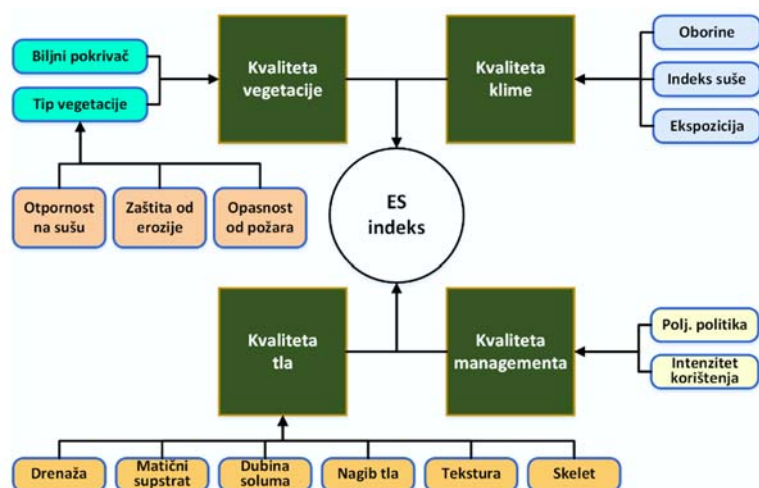 Biljni pokrivač
Tip vegetacije
Otpornost
na sušu
Zaštita od
erozije
Opasnost
od požara
Kvaliteta
vegetacije
Kvaliteta
klime
Oborine
Indeks suše
Ekspozicija
ES
indeks
Kvaliteta
tla
Kvaliteta
managementa
Polj. politika
Intenzitet
korištenja
Drenaža
Matični
supstrat
Dubina
soluma
Nagib tla
Tekstura
Skelet